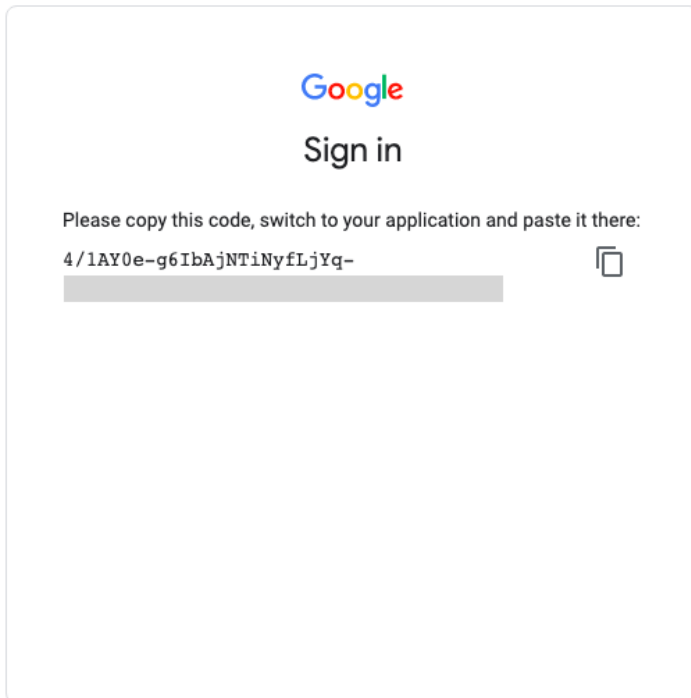 Google
Sign in
Please copy this code, switch to your application and paste it there:
4/1AY0e-g6IbAjNTiNyfLjYq-